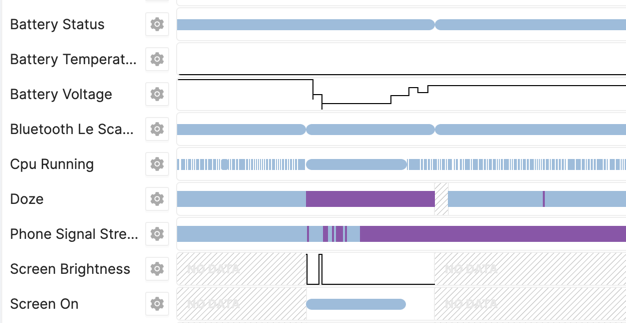 Battery Status
Battery Temperat...
Battery Voltage
Bluetooth Le Sca...
Cpu Running
Doze
Phone Signal Stre...
Screen Brightness
NO DATA
NO DATA
Screen On
NO DATA
NO DATA